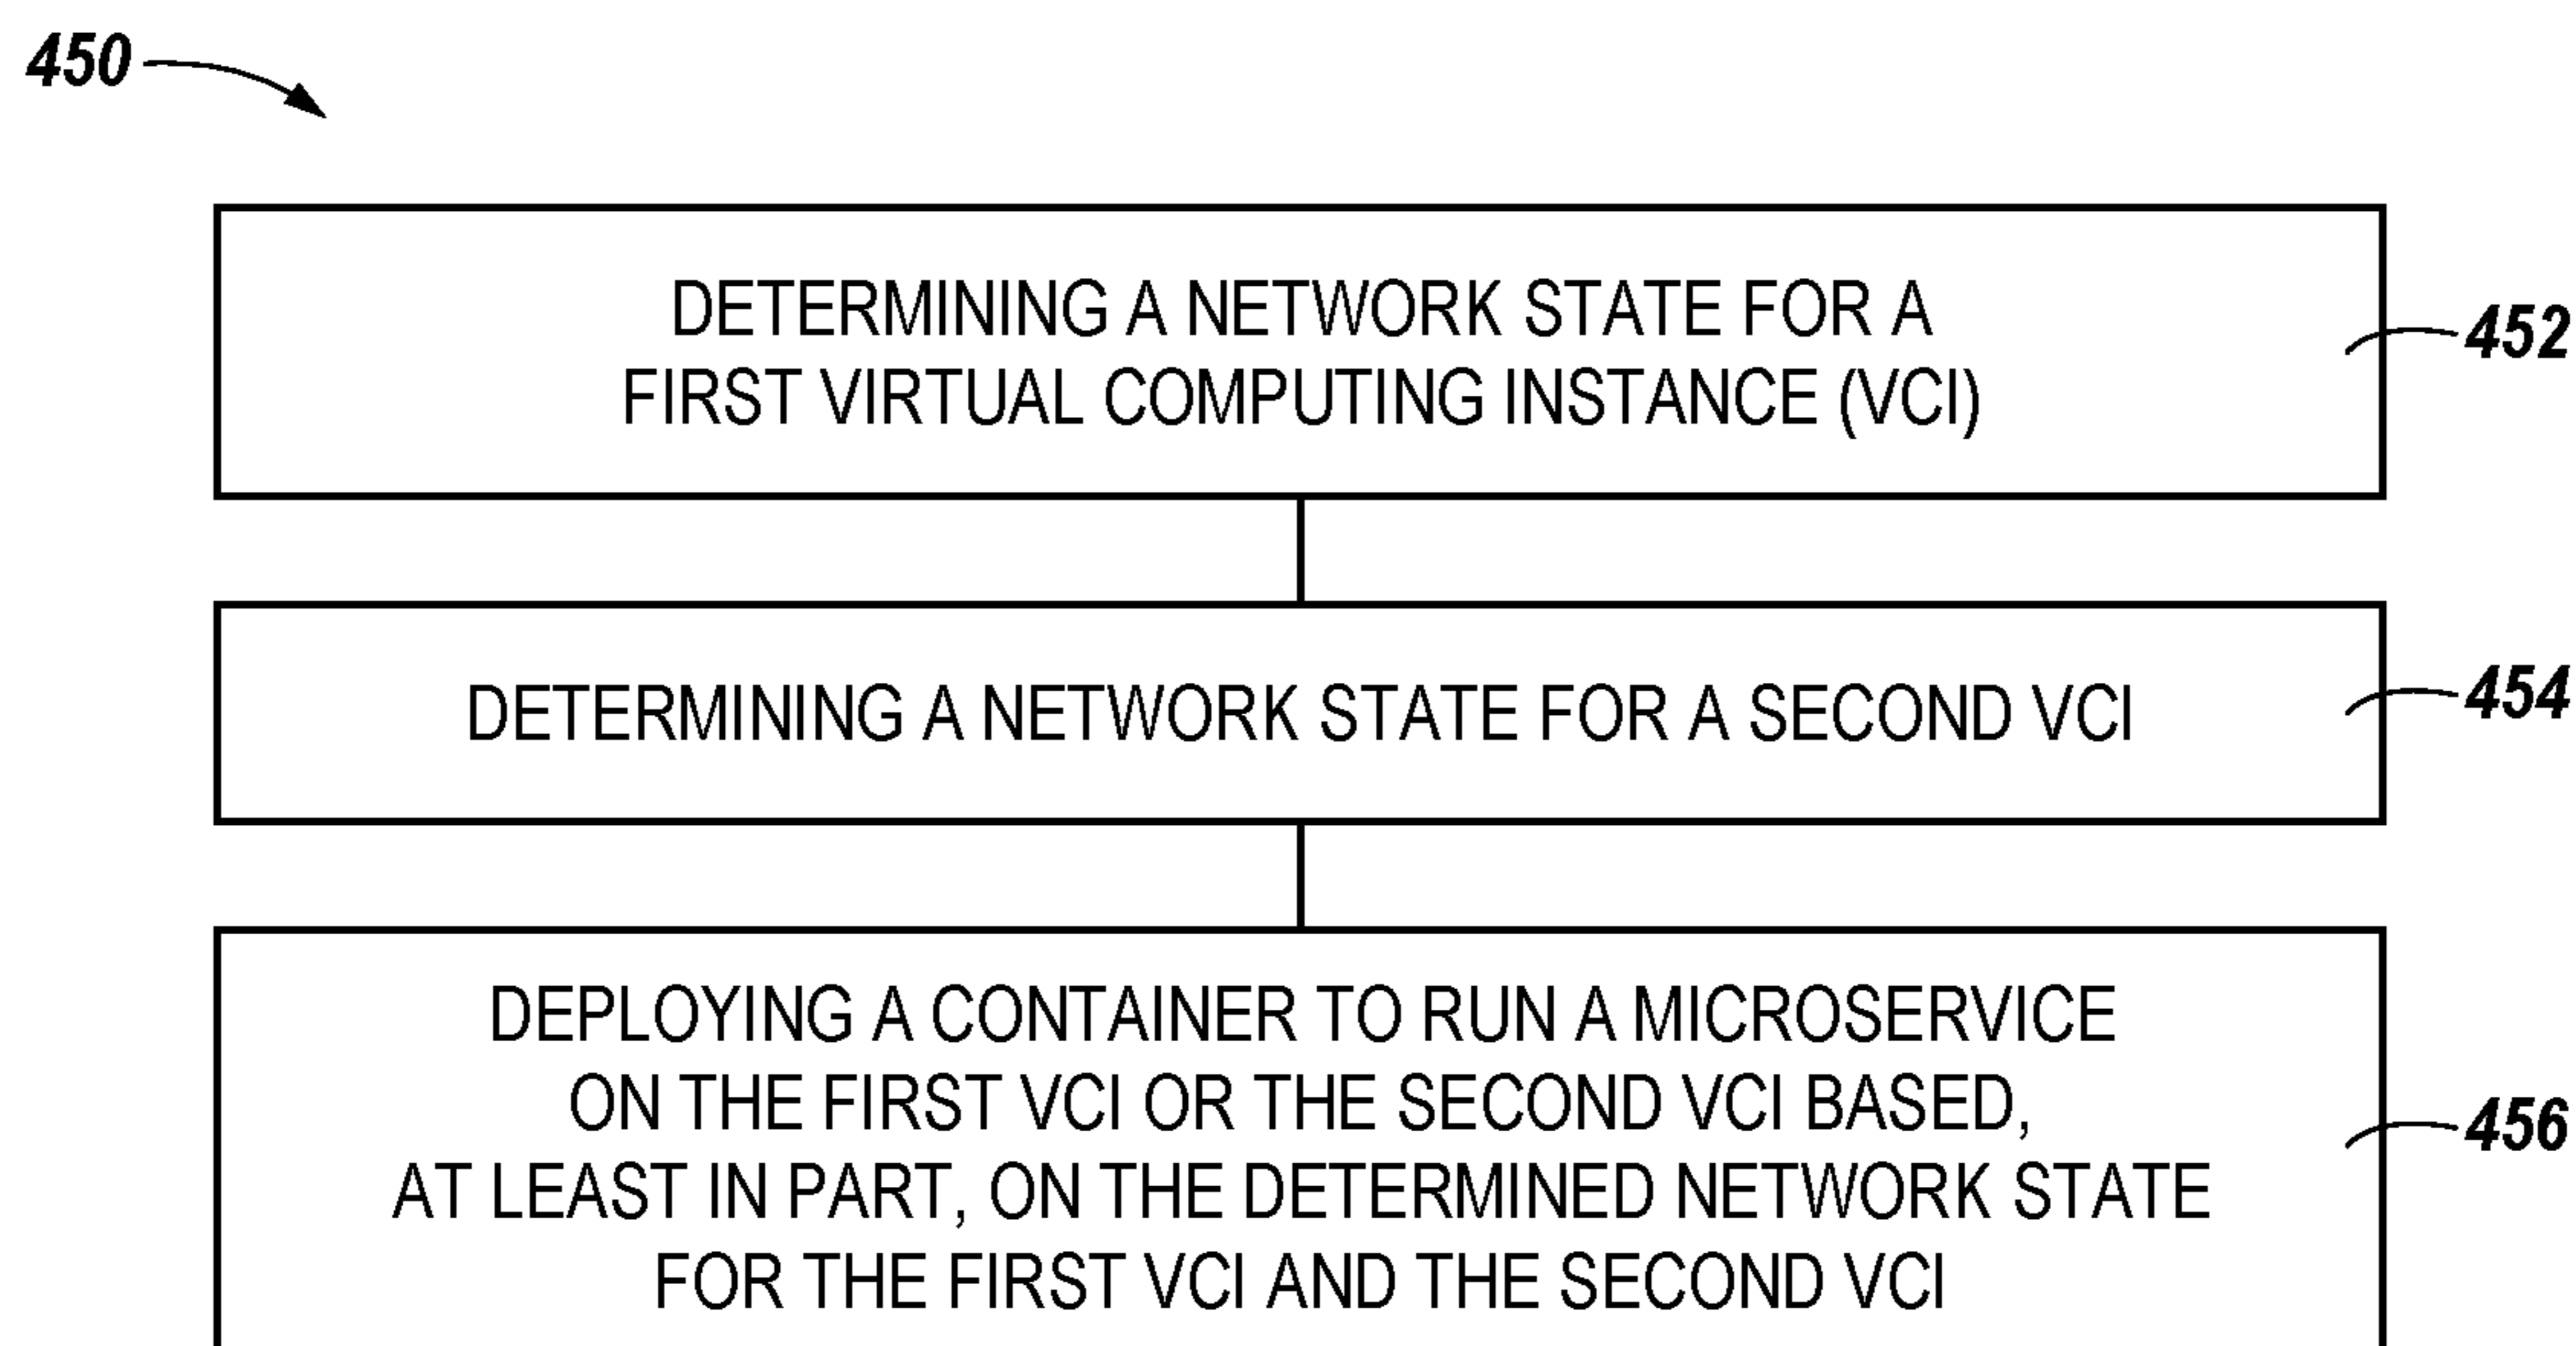 450
DETERMINING A NETWORK STATE FOR A
FIRST VIRTUAL COMPUTING INSTANCE (VCI)
452
DETERMINING A NETWORK STATE FOR A SECOND VCI
454
DEPLOYING A CONTAINER TO RUN A MICROSERVICE
ON THE FIRST VCI OR THE SECOND VCI BASED,
AT LEAST IN PART, ON THE DETERMINED NETWORK STATE
FOR THE FIRST VCI AND THE SECOND VCI
456